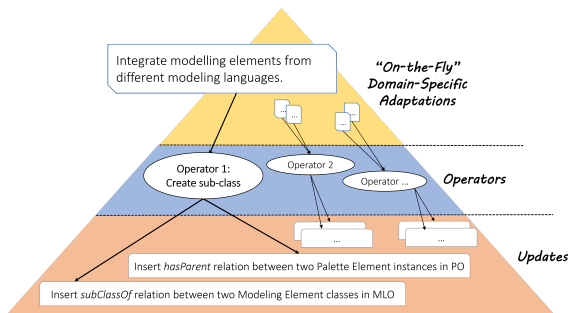 Integrate modelling elements from
different modeling languages.
“On-the-Fly”
Domain-Specific
Adaptations
...
...
...
...
Operator 1:
Create sub-class
Operator 2
Operator ...
Operators
...
...
Updates
Insert hasParent relation between two Palette Element instances in PO
Insert subClassOf relation between two Modeling Element classes in MLO